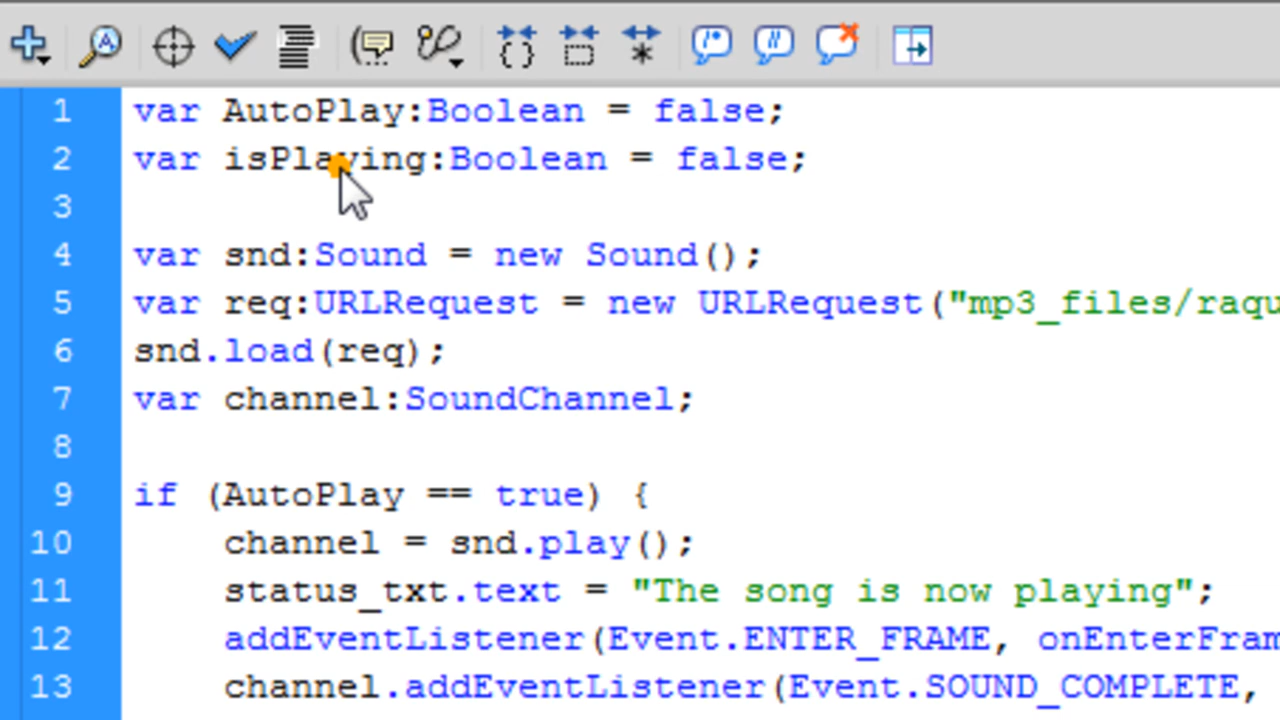 1 var AutoPlay:Boolean = false;
2 var isPlaying:Boolean = false;
3
4 var snd:Sound = new Sound();
5 var req:URLRequest = new URLRequest("mp3_files/raqu
6 snd.load(req);
7 var channel:SoundChannel;
8
9 if (AutoPlay == true) {
10 channel = snd.play();
11 status_txt.text = "The song is now playing";
12 addEventListener(Event.ENTER_FRAME, onEnterFram
13 channel.addEventListener(Event.SOUND_COMPLETE,